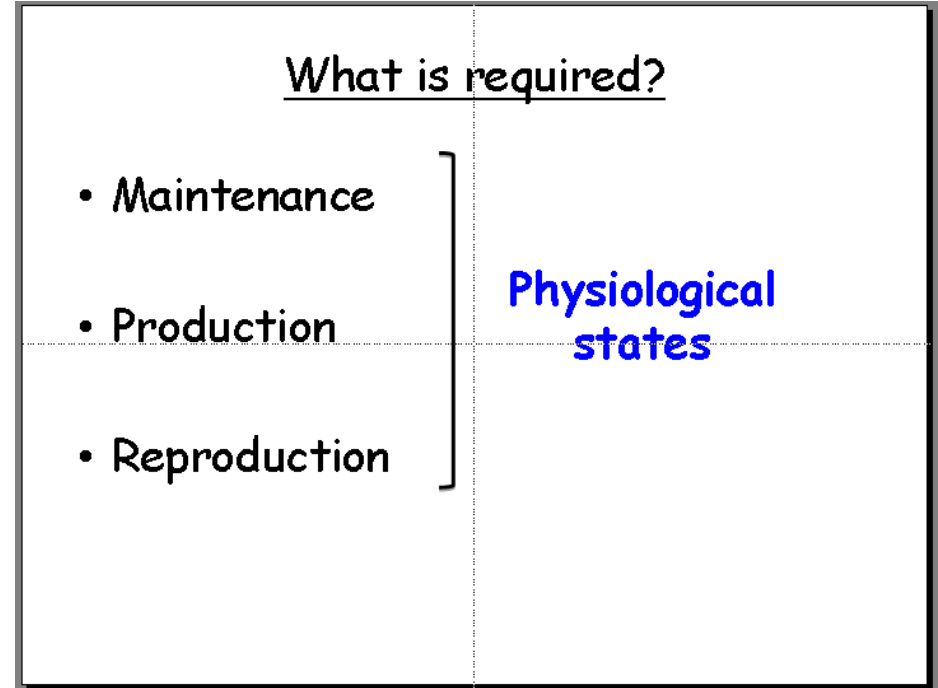 What is required?
• Maintenance
• Production
• Reproduction
Physiological
states